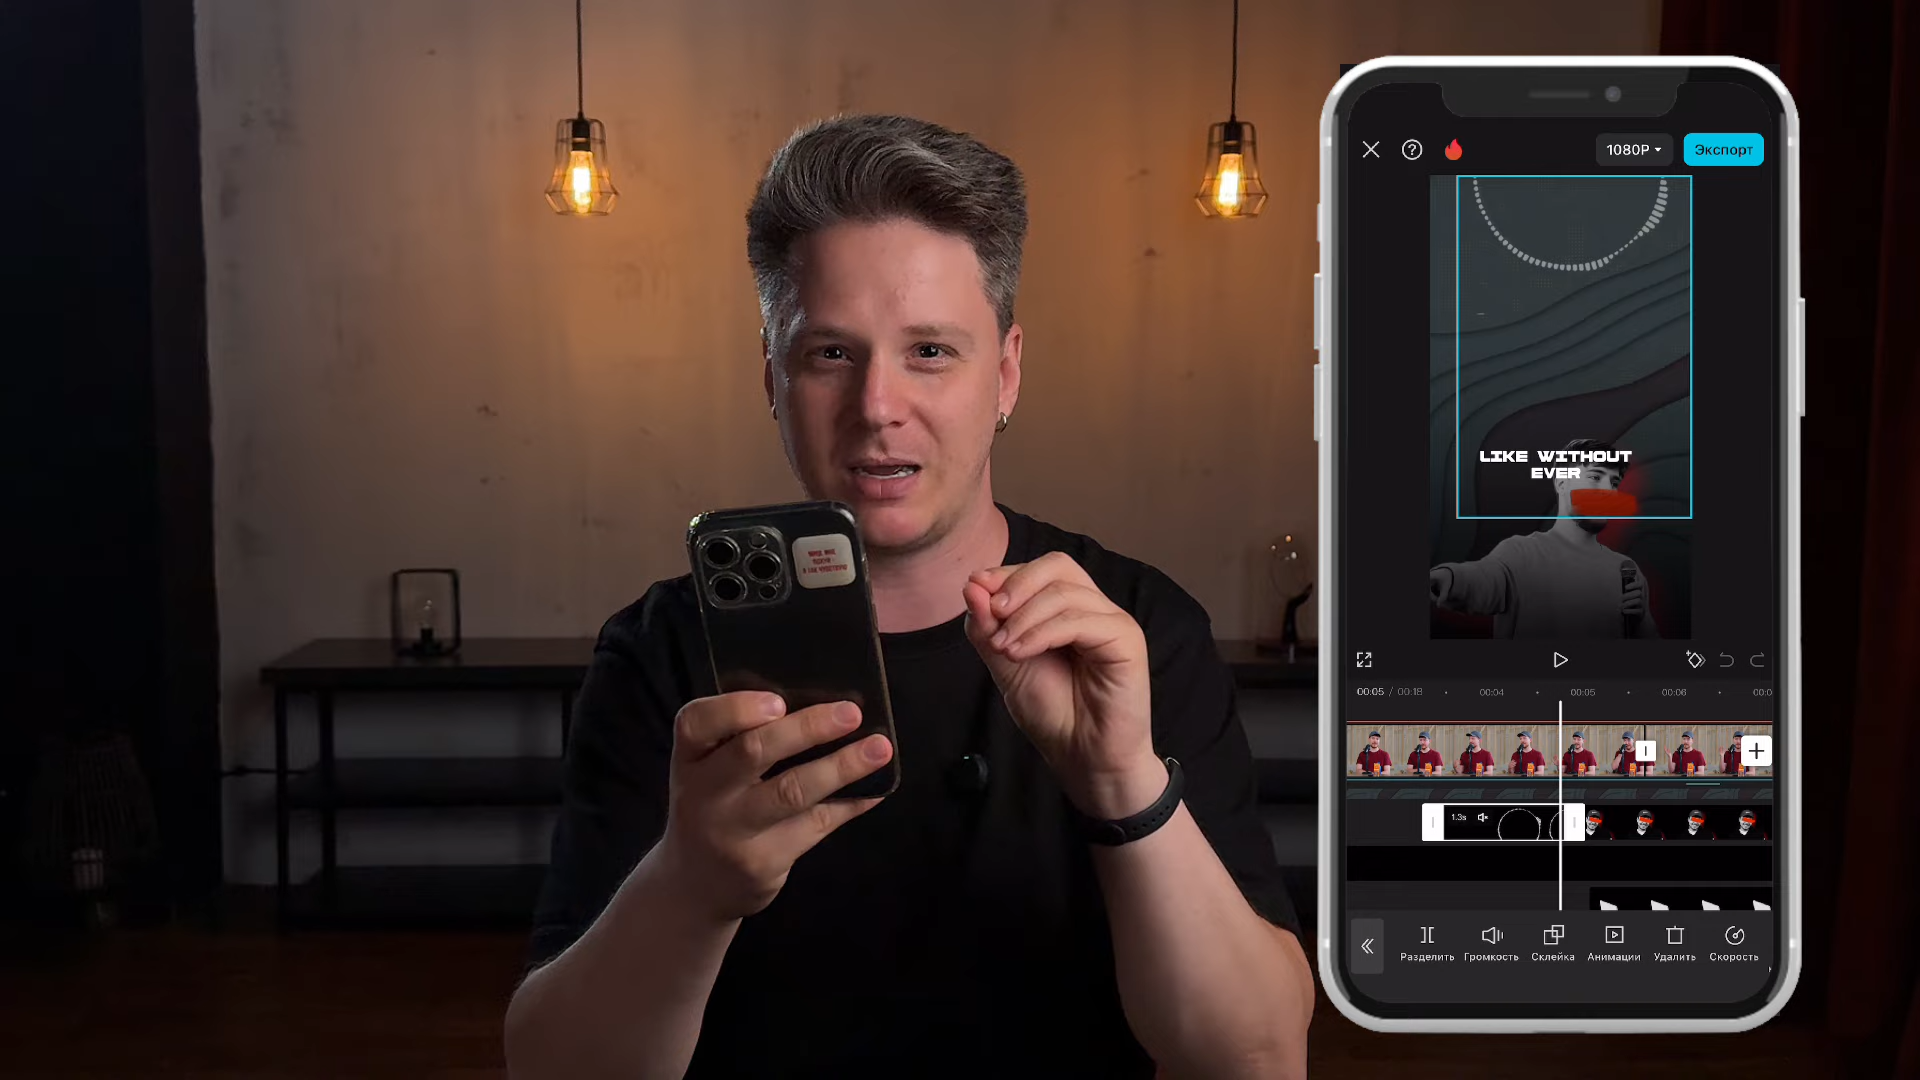 1080P
Экспорт
LIKE WITHOUT
EVER
00:05 / 00:18
00:04
00:05
00:06
1.3s
Разделить
Громкость
Склейка
Анимации
Удалить
Скорость